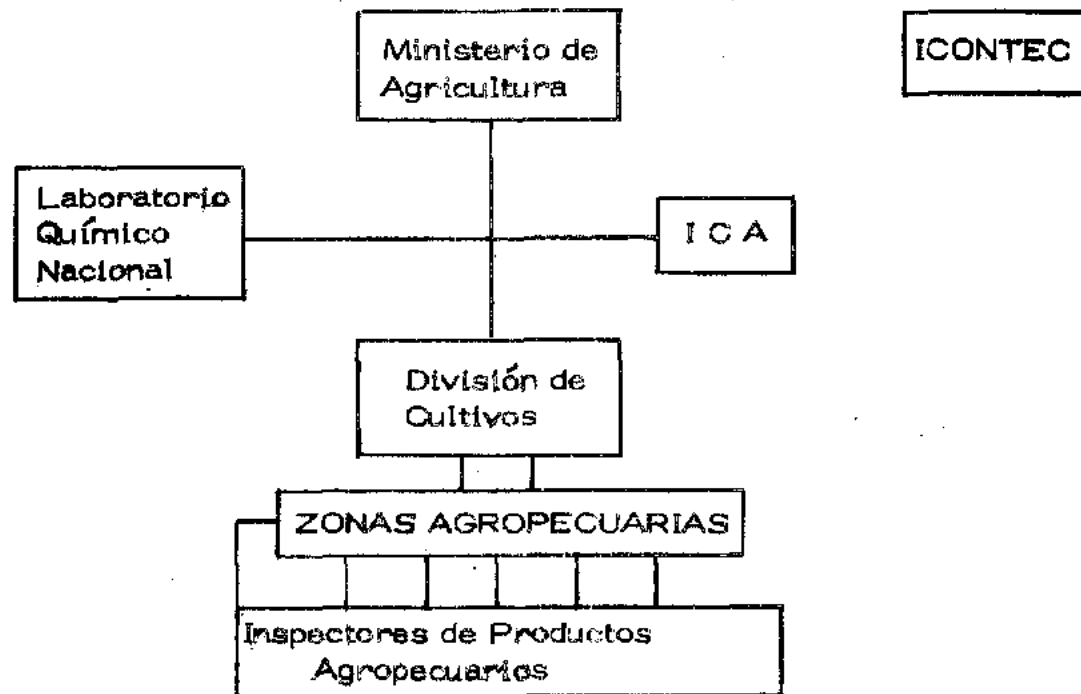 Ministerio de
Agricultura
ICONTEC
Laboratorio
Químico
Nacional
I C A
División de
Cultivos
ZONAS AGROPECUARIAS
Inspectores de Productos
Agropecuarios